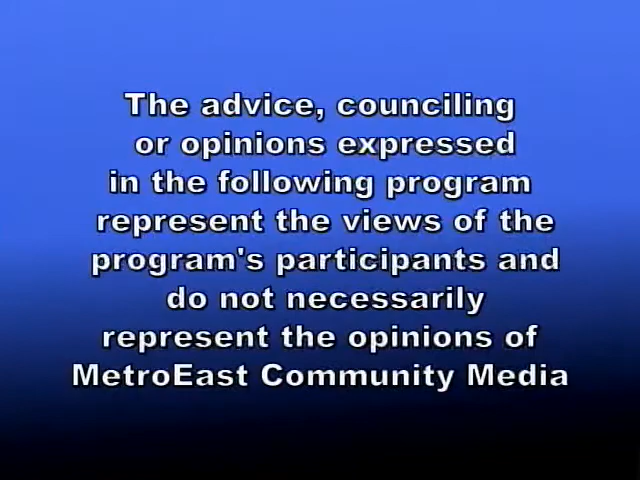 The advice, counciling
or opinions expressed
in the following program
represent the views of the
program's participants and
do not necessarily
represent the opinions of
MetroEast Community Media